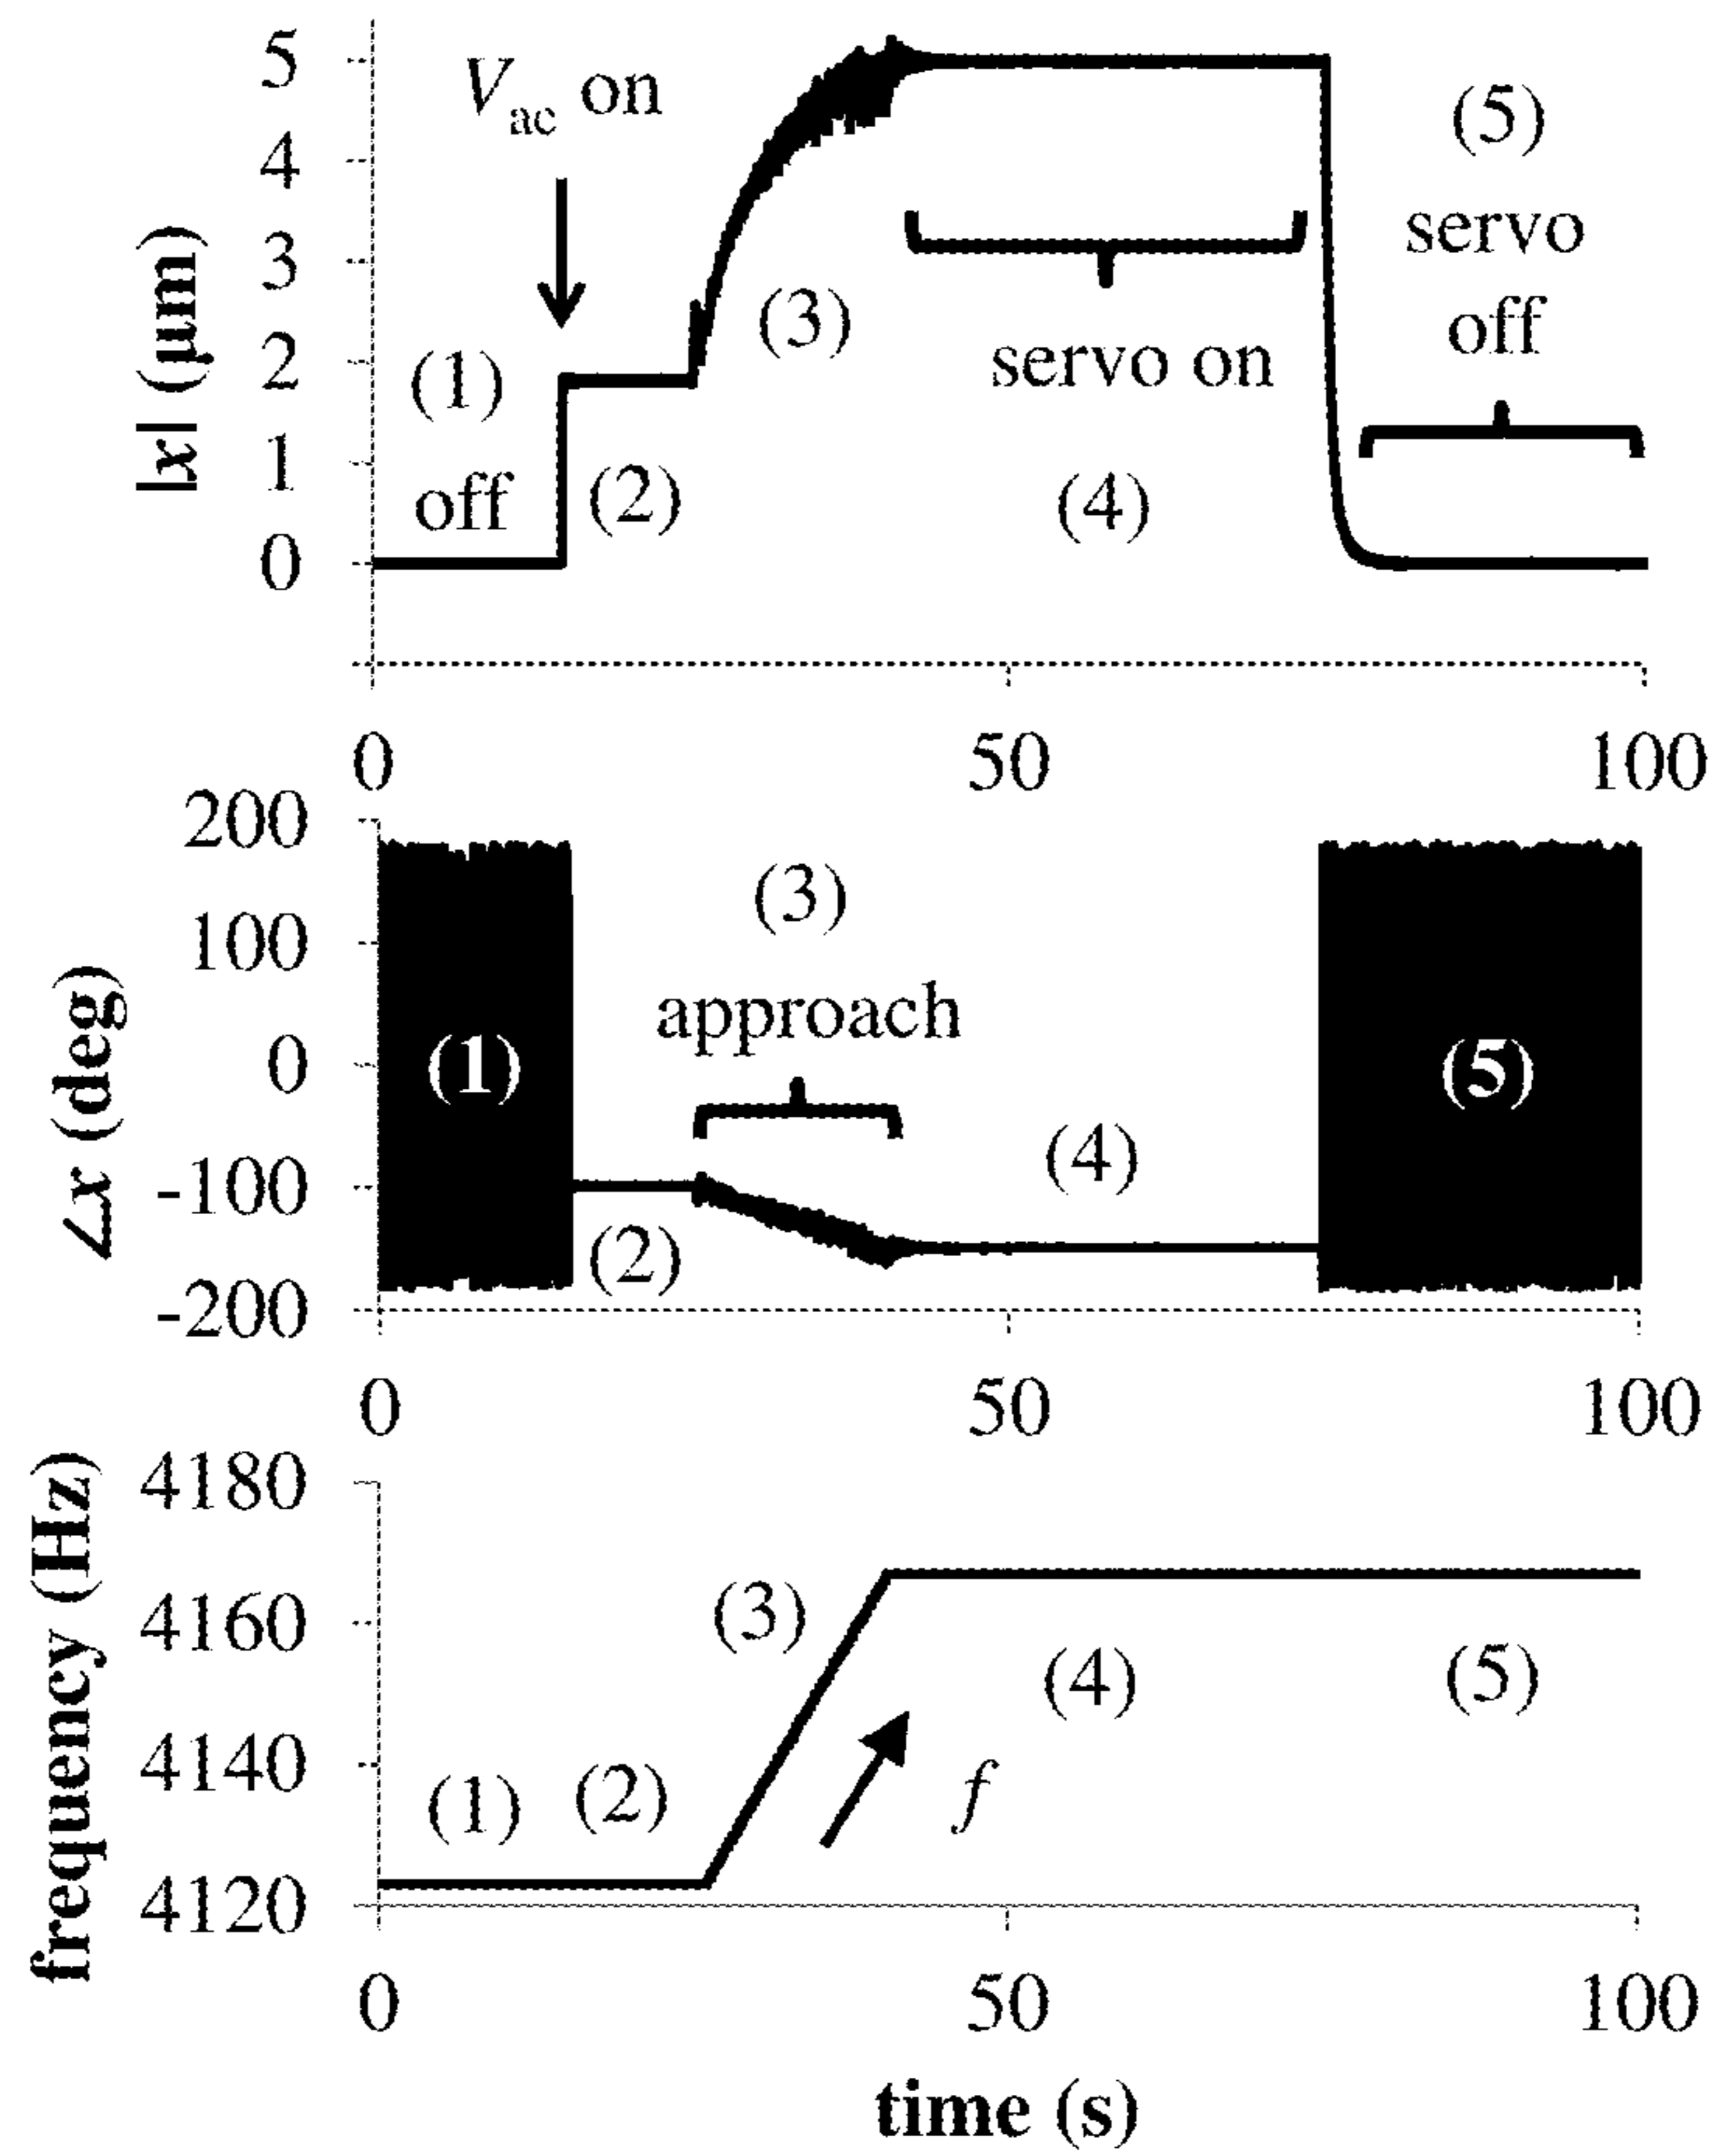 5
4
3
2
1
0
|x| (μm)
V_ac on
(1)
off
(2)
(3)
servo on
(4)
(5)
servo
off
0 50 100
200
100
0
-100
-200
∠x (deg)
(1)
(2)
(3)
approach
(4)
(5)
0 50 100
4180
4160
4140
4120
frequency (Hz)
(1) (2)
(3)
f
(4)
(5)
0 50 100
time (s)